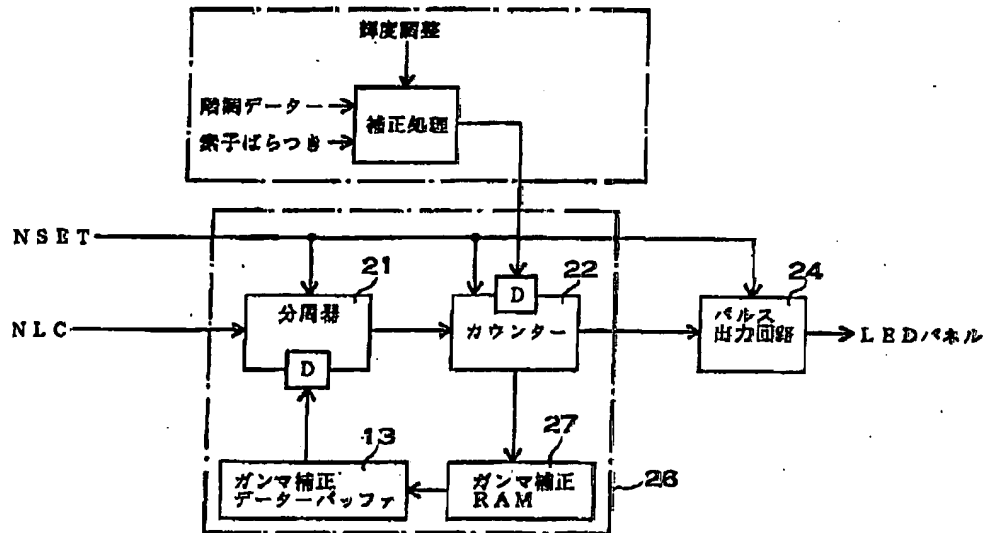 輝度調整
階調データー
素子ばらつき
補正処理
NSET
21
22
24
D
分周器
カウンター
パルス
出力回路
NLC
LEDパネル
D
13
27
ガンマ補正
データーバッファ
ガンマ補正
RAM
26